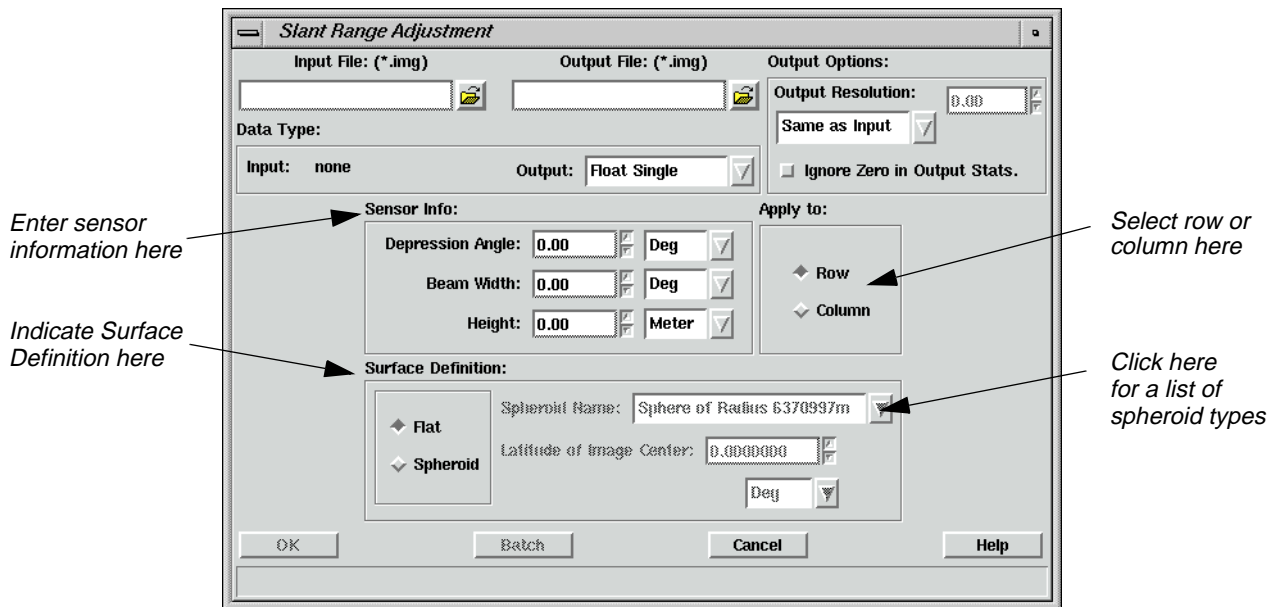 Slant Range Adjustment
Input File: (*.img)
Output File: (*.img)
Output Options:
Output Resolution:
0.00
Same as Input
Ignore Zero in Output Stats.
Data Type:
Input: none
Output: Float Single
Enter sensor
information here
Sensor Info:
Depression Angle: 0.00 Deg
Beam Width: 0.00 Deg
Height: 0.00 Meter
Apply to:
Row
Column
Select row or
column here
Indicate Surface
Definition here
Surface Definition:
Flat
Spheroid
Spheroid Name: Sphere of Radius 6370997m
Latitude of Image Center: 0.0000000
Deg
Click here
for a list of
spheroid types
OK
Batch
Cancel
Help